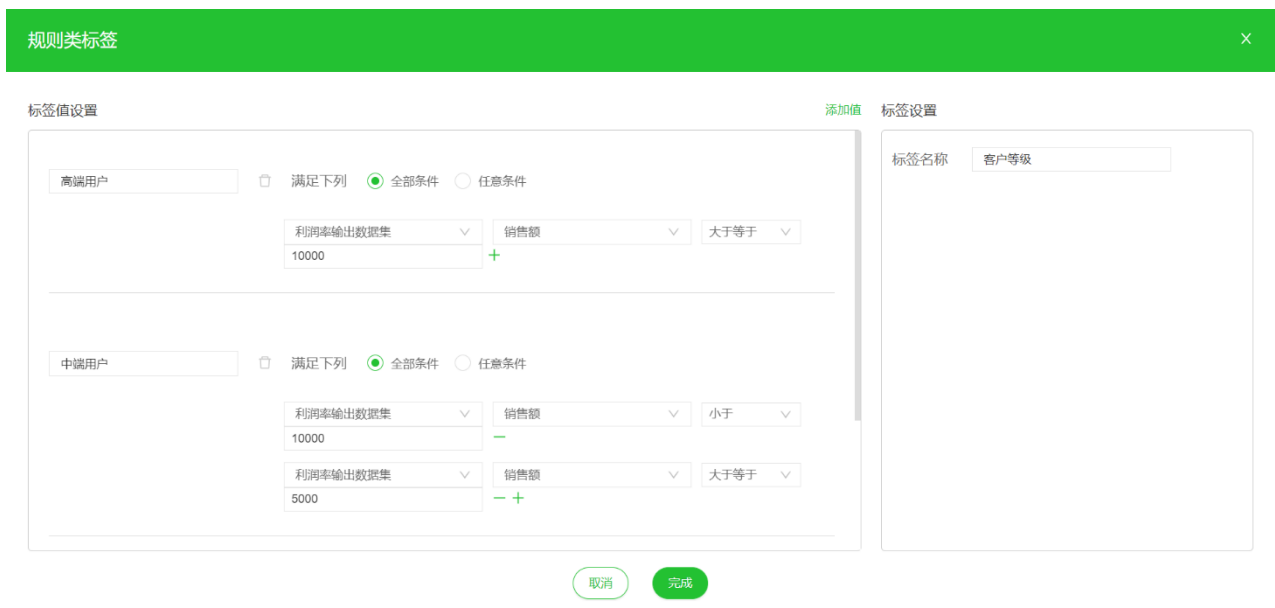 规则类标签 X
标签值设置 添加值 标签设置
标签名称 客户等级
高端用户 满足下列 全部条件 任意条件
利润率输出数据集 销售额 大于等于
10000 +
中端用户 满足下列 全部条件 任意条件
利润率输出数据集 销售额 小于
10000 −
利润率输出数据集 销售额 大于等于
5000 − +
取消 完成